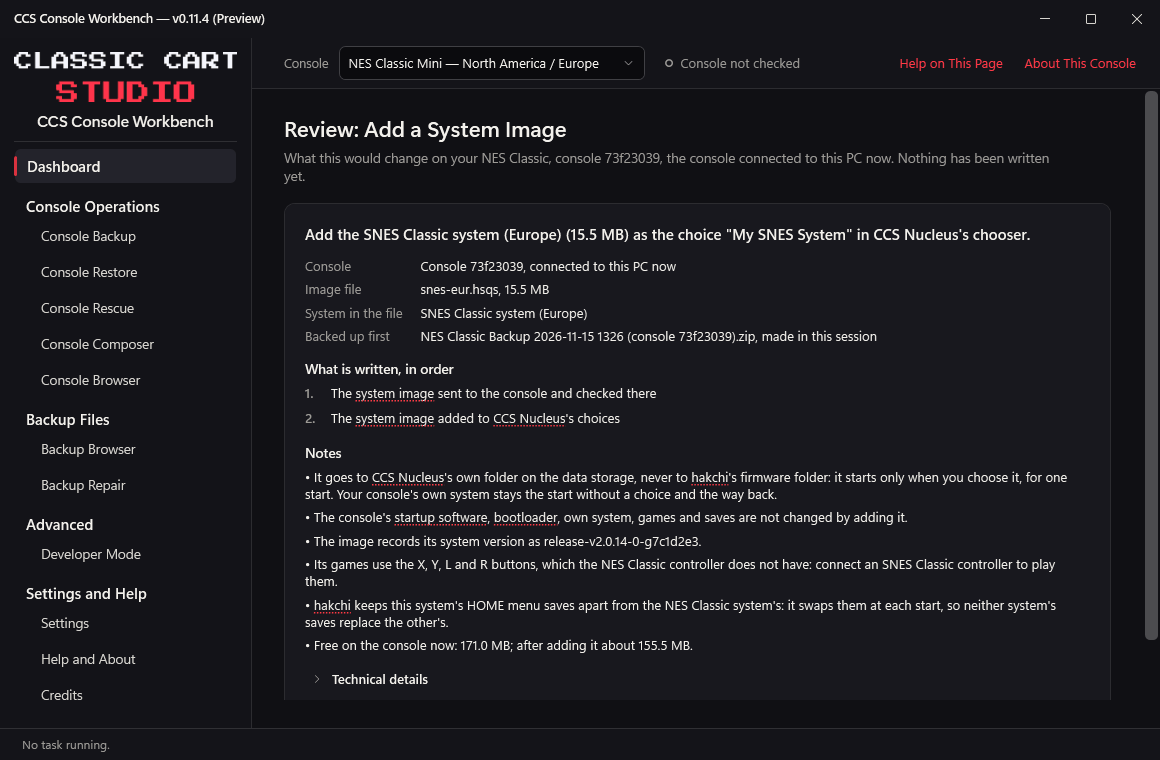 CCS Console Workbench — v0.11.4 (Preview)
CLASSIC CART
STUDIO
CCS Console Workbench
Dashboard
Console Operations
Console Backup
Console Restore
Console Rescue
Console Composer
Console Browser
Backup Files
Backup Browser
Backup Repair
Advanced
Developer Mode
Settings and Help
Settings
Help and About
Credits
Console
NES Classic Mini — North America / Europe
Console not checked
Help on This Page
About This Console
Review: Add a System Image
What this would change on your NES Classic, console 73f23039, the console connected to this PC now. Nothing has been written
yet.
Add the SNES Classic system (Europe) (15.5 MB) as the choice "My SNES System" in CCS Nucleus's chooser.
Console Console 73f23039, connected to this PC now
Image file snes-eur.hsqs, 15.5 MB
System in the file SNES Classic system (Europe)
Backed up first NES Classic Backup 2026-11-15 1326 (console 73f23039).zip, made in this session
What is written, in order
1. The system image sent to the console and checked there
2. The system image added to CCS Nucleus's choices
Notes
• It goes to CCS Nucleus's own folder on the data storage, never to hakchi's firmware folder: it starts only when you choose it, for one
start. Your console's own system stays the start without a choice and the way back.
• The console's startup software, bootloader, own system, games and saves are not changed by adding it.
• The image records its system version as release-v2.0.14-0-g7c1d2e3.
• Its games use the X, Y, L and R buttons, which the NES Classic controller does not have: connect an SNES Classic controller to play
them.
• hakchi keeps this system's HOME menu saves apart from the NES Classic system's: it swaps them at each start, so neither system's
saves replace the other's.
• Free on the console now: 171.0 MB; after adding it about 155.5 MB.
Technical details
No task running.